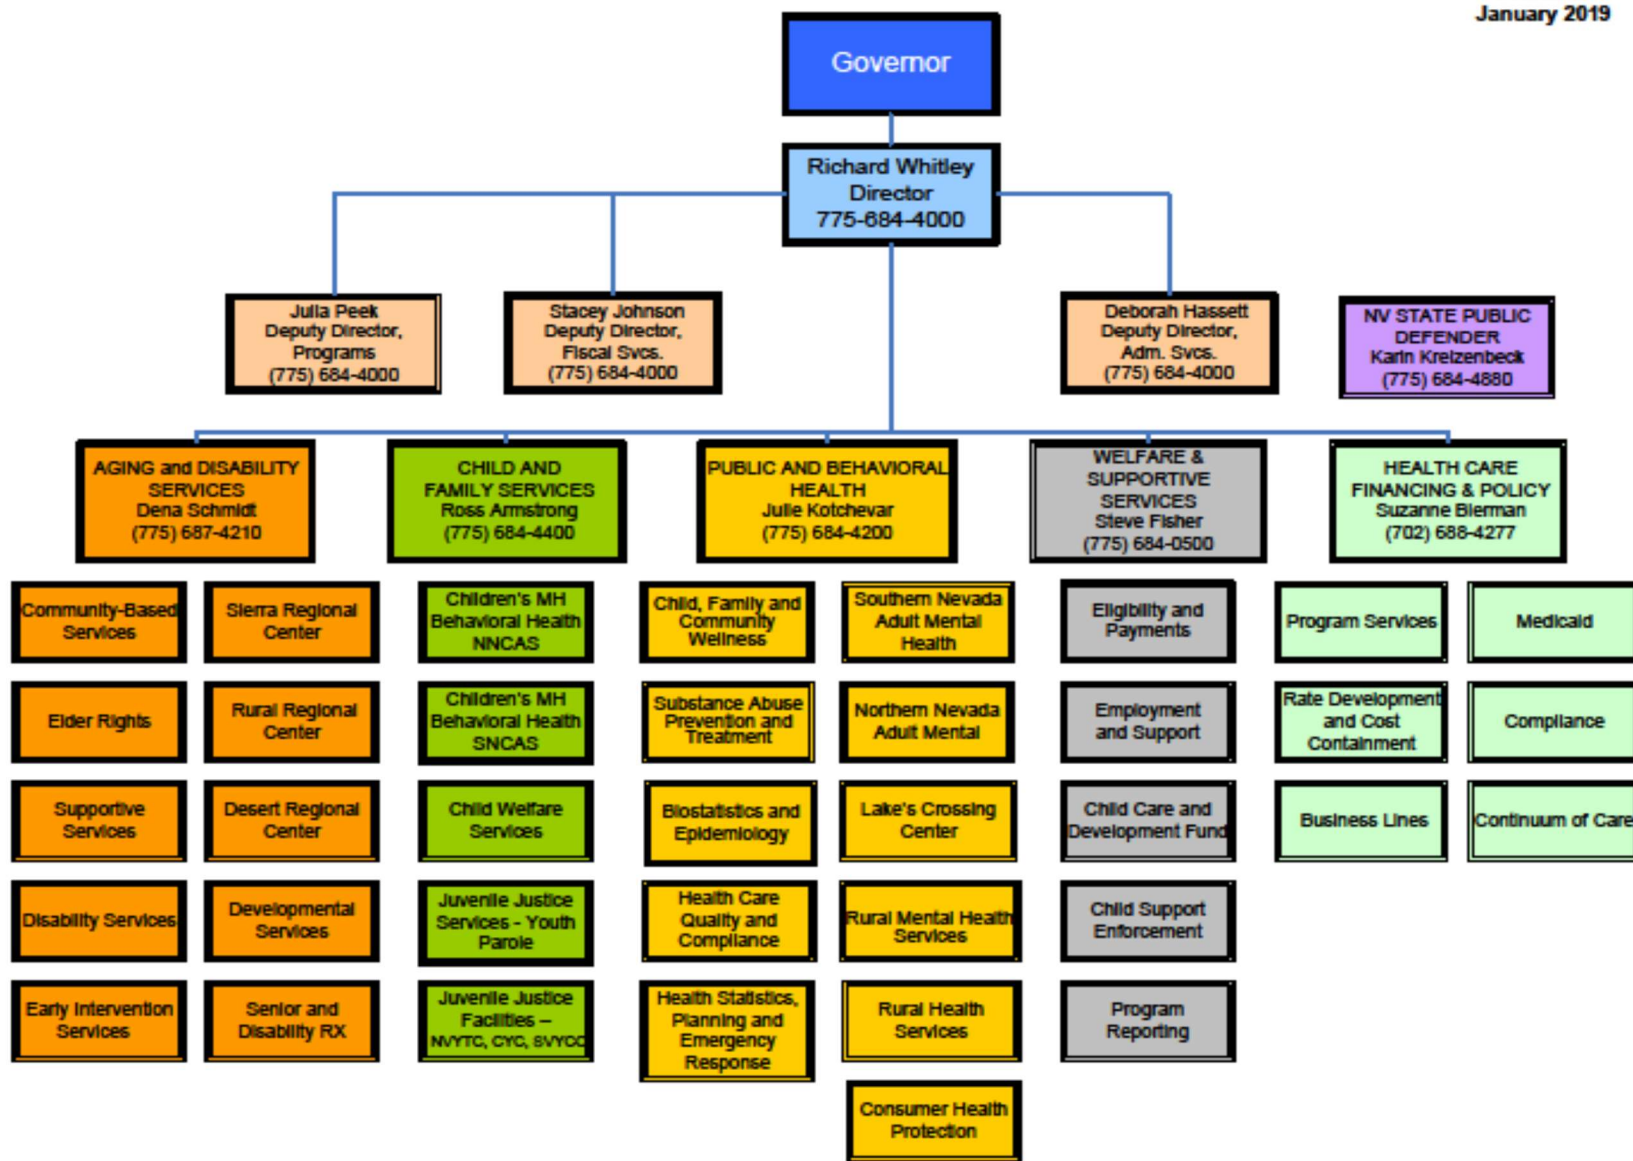 January 2019
Governor
Richard Whitley
Director
775-684-4000
Julia Peek
Deputy Director,
Programs
(775) 684-4000
Stacey Johnson
Deputy Director,
Fiscal Svcs.
(775) 684-4000
Deborah Hassett
Deputy Director,
Adm. Svcs.
(775) 684-4000
NV STATE PUBLIC
DEFENDER
Karin Kreizenbeck
(775) 684-4880
AGING and DISABILITY
SERVICES
Dena Schmidt
(775) 687-4210
CHILD AND
FAMILY SERVICES
Ross Armstrong
(775) 684-4400
PUBLIC AND BEHAVIORAL
HEALTH
Julie Kotchevar
(775) 684-4200
WELFARE &
SUPPORTIVE
SERVICES
Steve Fisher
(775) 684-0500
HEALTH CARE
FINANCING & POLICY
Suzanne Bierman
(702) 688-4277
Community-Based
Services
Sierra Regional
Center
Children's MH
Behavioral Health
NNCAS
Child, Family and
Community
Wellness
Southern Nevada
Adult Mental
Health
Eligibility and
Payments
Program Services
Medicaid
Elder Rights
Rural Regional
Center
Children's MH
Behavioral Health
SNCAS
Substance Abuse
Prevention and
Treatment
Northern Nevada
Adult Mental
Employment
and Support
Rate Development
and Cost
Containment
Compliance
Supportive
Services
Desert Regional
Center
Child Welfare
Services
Biostatistics and
Epidemiology
Lake's Crossing
Center
Child Care and
Development Fund
Business Lines
Continuum of Care
Disability Services
Developmental
Services
Juvenile Justice
Services - Youth
Parole
Health Care
Quality and
Compliance
Rural Mental Health
Services
Child Support
Enforcement
Early Intervention
Services
Senior and
Disability RX
Juvenile Justice
Facilities –
NVYTC, CYC, SVYCC
Health Statistics,
Planning and
Emergency
Response
Rural Health
Services
Program
Reporting
Consumer Health
Protection